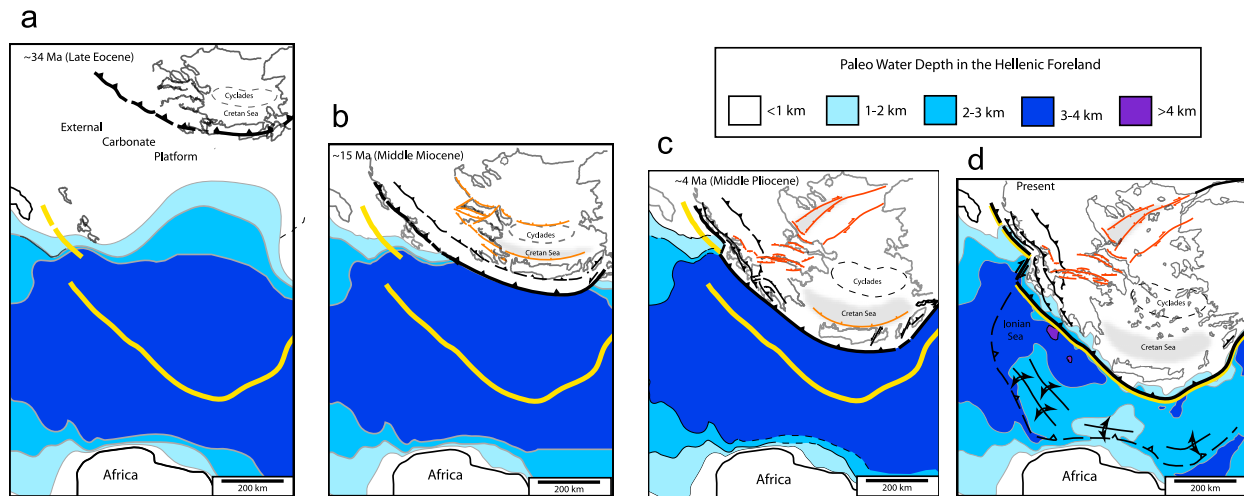 a
~34 Ma (Late Eocene)
Cyclades
Cretan Sea
External
Carbonate
Platform
Africa
200 km
b
~15 Ma (Middle Miocene)
Cyclades
Cretan Sea
Africa
200 km
Paleo Water Depth in the Hellenic Foreland
<1 km
1-2 km
2-3 km
3-4 km
>4 km
c
~4 Ma (Middle Pliocene)
Cyclades
Cretan Sea
Africa
200 km
d
Present
Cyclades
Ionian
Sea
Cretan Sea
Africa
200 km